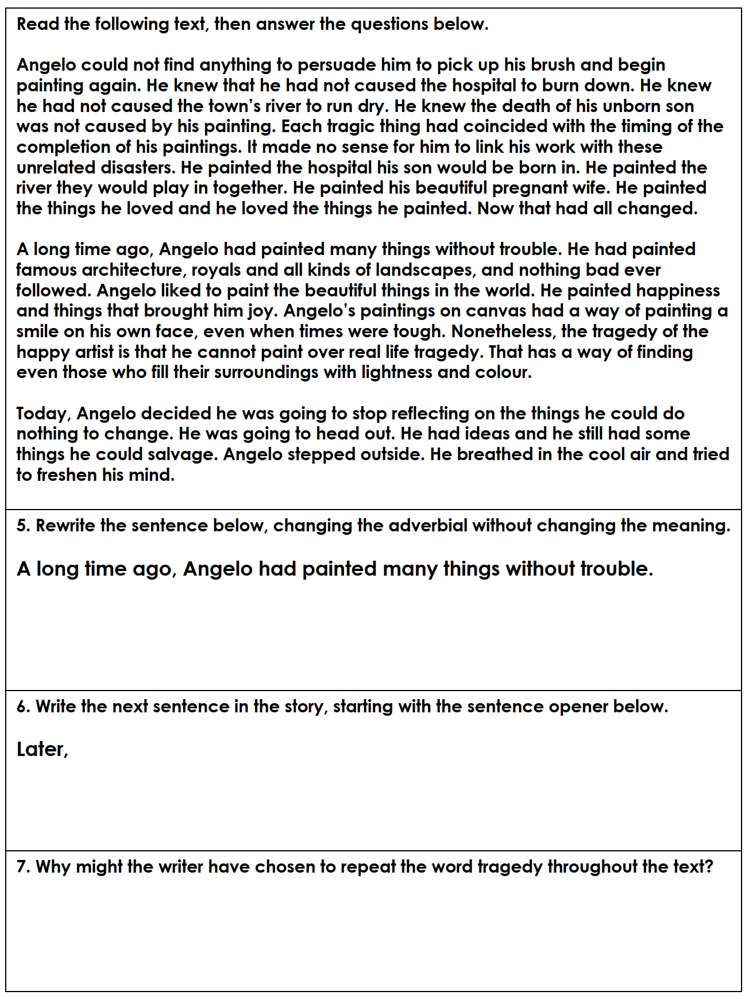 Read the following text, then answer the questions below.
Angelo could not find anything to persuade him to pick up his brush and begin
painting again. He knew that he had not caused the hospital to burn down. He knew
he had not caused the town’s river to run dry. He knew the death of his unborn son
was not caused by his painting. Each tragic thing had coincided with the timing of the
completion of his paintings. It made no sense for him to link his work with these
unrelated disasters. He painted the hospital his son would be born in. He painted the
river they would play in together. He painted his beautiful pregnant wife. He painted
the things he loved and he loved the things he painted. Now that had all changed.
A long time ago, Angelo had painted many things without trouble. He had painted
famous architecture, royals and all kinds of landscapes, and nothing bad ever
followed. Angelo liked to paint the beautiful things in the world. He painted happiness
and things that brought him joy. Angelo’s paintings on canvas had a way of painting a
smile on his own face, even when times were tough. Nonetheless, the tragedy of the
happy artist is that he cannot paint over real life tragedy. That has a way of finding
even those who fill their surroundings with lightness and colour.
Today, Angelo decided he was going to stop reflecting on the things he could do
nothing to change. He was going to head out. He had ideas and he still had some
things he could salvage. Angelo stepped outside. He breathed in the cool air and tried
to freshen his mind.
5. Rewrite the sentence below, changing the adverbial without changing the meaning.
A long time ago, Angelo had painted many things without trouble.
6. Write the next sentence in the story, starting with the sentence opener below.
Later,
7. Why might the writer have chosen to repeat the word tragedy throughout the text?